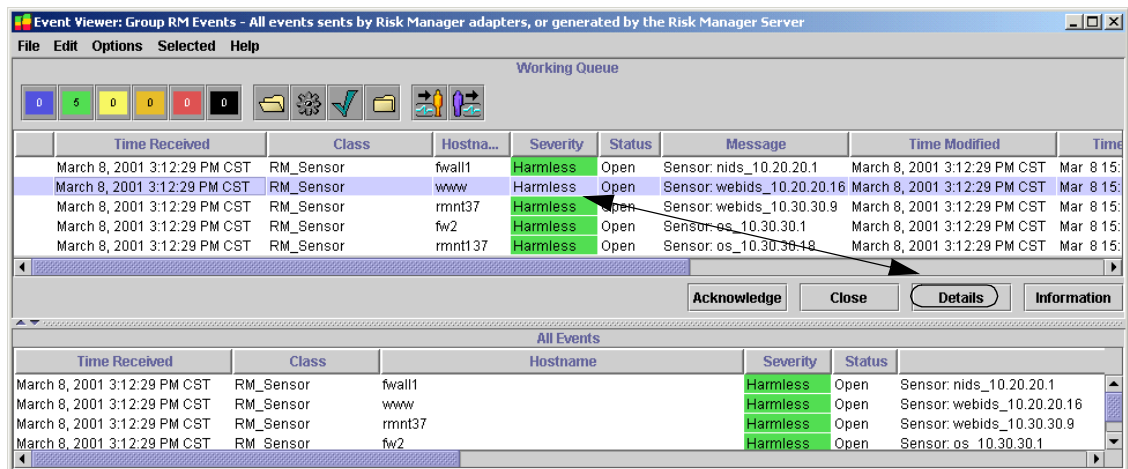 Event Viewer: Group RM Events - All events sents by Risk Manager adapters, or generated by the Risk Manager Server
File Edit Options Selected Help
Working Queue
0 5 0 0 0 0
Time Received Class Hostna... Severity Status Message Time Modified Time
March 8, 2001 3:12:29 PM CST RM_Sensor fwall1 Harmless Open Sensor: nids_10.20.20.1 March 8, 2001 3:12:29 PM CST Mar 8 15:
March 8, 2001 3:12:29 PM CST RM_Sensor www Harmless Open Sensor: webids_10.20.20.16 March 8, 2001 3:12:29 PM CST Mar 8 15:
March 8, 2001 3:12:29 PM CST RM_Sensor rmnt37 Harmless Open Sensor: webids_10.30.30.9 March 8, 2001 3:12:29 PM CST Mar 8 15:
March 8, 2001 3:12:29 PM CST RM_Sensor fw2 Harmless Open Sensor: os_10.30.30.1 March 8, 2001 3:12:29 PM CST Mar 8 15:
March 8, 2001 3:12:29 PM CST RM_Sensor rmnt137 Harmless Open Sensor: os_10.30.30.18 March 8, 2001 3:12:29 PM CST Mar 8 15:
Acknowledge Close Details Information
All Events
Time Received Class Hostname Severity Status
March 8, 2001 3:12:29 PM CST RM_Sensor fwall1 Harmless Open Sensor: nids_10.20.20.1
March 8, 2001 3:12:29 PM CST RM_Sensor www Harmless Open Sensor: webids_10.20.20.16
March 8, 2001 3:12:29 PM CST RM_Sensor rmnt37 Harmless Open Sensor: webids_10.30.30.9
March 8, 2001 3:12:29 PM CST RM_Sensor fw2 Harmless Open Sensor: os_10.30.30.1